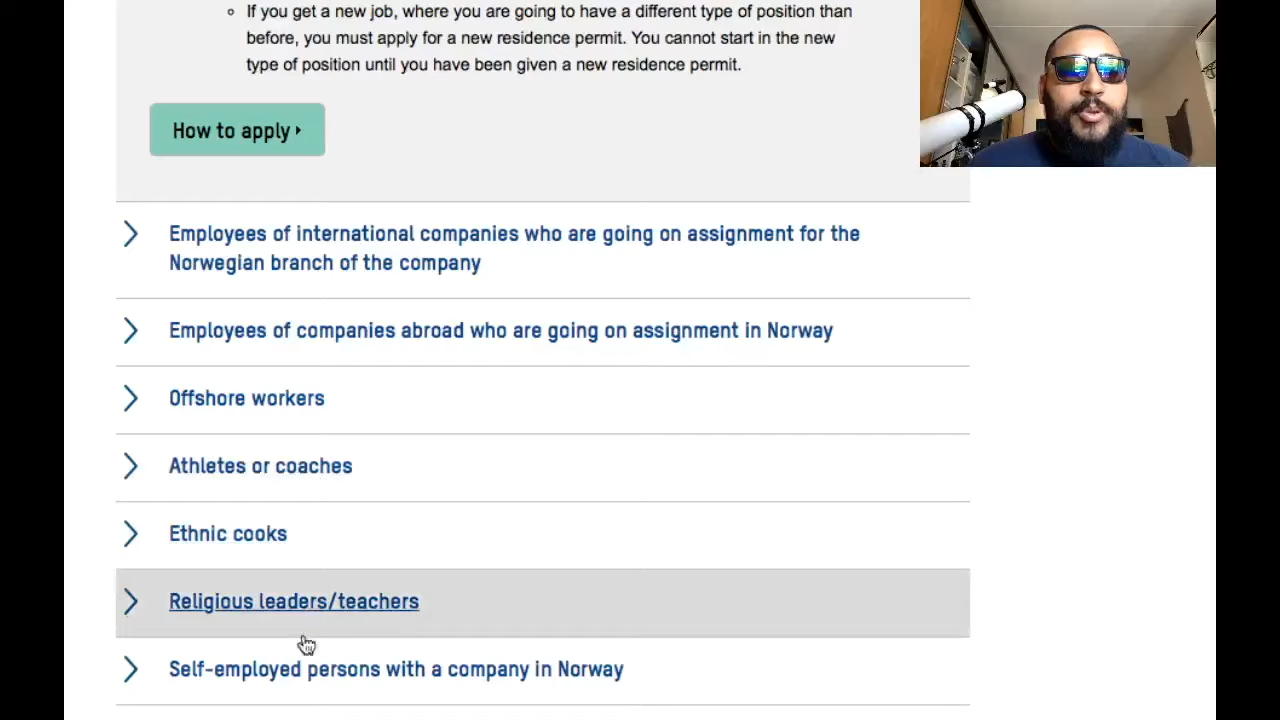 If you get a new job, where you are going to have a different type of position than
before, you must apply for a new residence permit. You cannot start in the new
type of position until you have been given a new residence permit.
How to apply
Employees of international companies who are going on assignment for the
Norwegian branch of the company
Employees of companies abroad who are going on assignment in Norway
Offshore workers
Athletes or coaches
Ethnic cooks
Religious leaders/teachers
Self-employed persons with a company in Norway